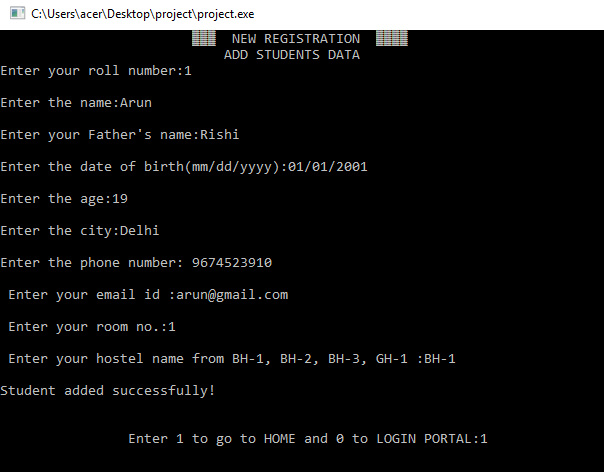 C:\Users\acer\Desktop\project\project.exe
NEW REGISTRATION
ADD STUDENTS DATA
Enter your roll number:1
Enter the name:Arun
Enter your Father's name:Rishi
Enter the date of birth(mm/dd/yyyy):01/01/2001
Enter the age:19
Enter the city:Delhi
Enter the phone number: 9674523910
Enter your email id :arun@gmail.com
Enter your room no.:1
Enter your hostel name from BH-1, BH-2, BH-3, GH-1 :BH-1
Student added successfully!
Enter 1 to go to HOME and 0 to LOGIN PORTAL:1